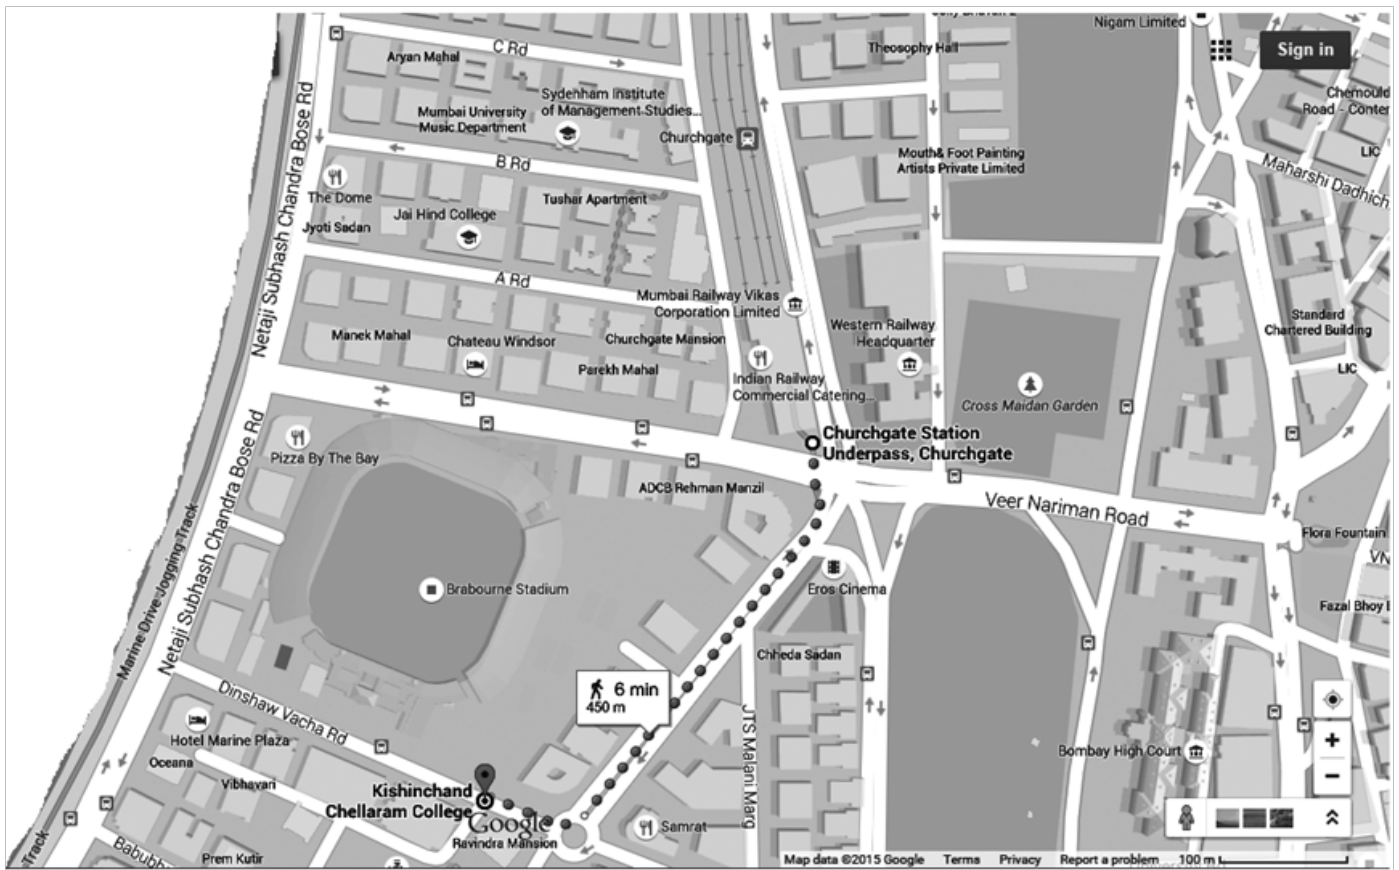 Nigam Limited
Sign in
C Rd
Aryan Mahal
Theosophy Hall
Sydenham Institute
of Management Studies...
Mumbai University
Music Department
Churchgate
Chemould
Road - Conter
LIC
B Rd
Mouth& Foot Painting
Artists Private Limited
Maharshi Dadhich
Netaji Subhash Chandra Bose Rd
The Dome
Tushar Apartment
Jai Hind College
Jyoti Sadan
A Rd
Mumbai Railway Vikas
Corporation Limited
Western Railway
Headquarter
Standard
Chartered Building
Manek Mahal
Chateau Windsor
Churchgate Mansion
Parekh Mahal
LIC
Indian Railway
Commercial Catering...
Cross Maidan Garden
Churchgate Station
Underpass, Churchgate
Netaji Subhash Chandra Bose Rd
Pizza By The Bay
ADCB Rehman Manzil
Veer Nariman Road
Flora Fountain
VN
Marine Drive Jogging Track
Brabourne Stadium
Eros Cinema
Fazal Bhoy
Chheda Sadan
6 min
450 m
Dinshaw Vacha Rd
JTS Malani Marg
Hotel Marine Plaza
Oceana
Vibhavari
Bombay High Court
Kishinchand
Chellaram College
Google
Ravindra Mansion
Samrat
Track
Babubh
Prem Kutir
Map data ©2015 Google Terms Privacy Report a problem 100 m